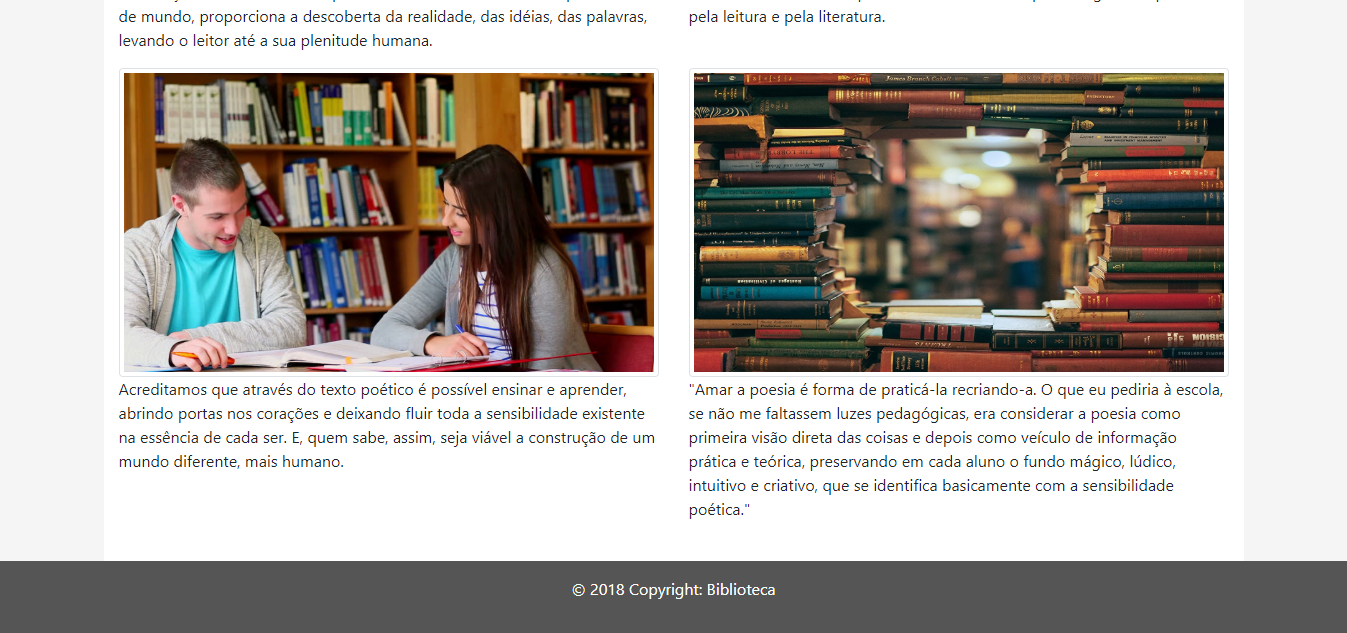 de mundo, proporciona a descoberta da realidade, das idéias, das palavras,
levando o leitor até a sua plenitude humana.
pela leitura e pela literatura.
James Branch Cabell
Acreditamos que através do texto poético é possível ensinar e aprender,
abrindo portas nos corações e deixando fluir toda a sensibilidade existente
na essência de cada ser. E, quem sabe, assim, seja viável a construção de um
mundo diferente, mais humano.
"Amar a poesia é forma de praticá-la recriando-a. O que eu pediria à escola,
se não me faltassem luzes pedagógicas, era considerar a poesia como
primeira visão direta das coisas e depois como veículo de informação
prática e teórica, preservando em cada aluno o fundo mágico, lúdico,
intuitivo e criativo, que se identifica basicamente com a sensibilidade
poética."
© 2018 Copyright: Biblioteca